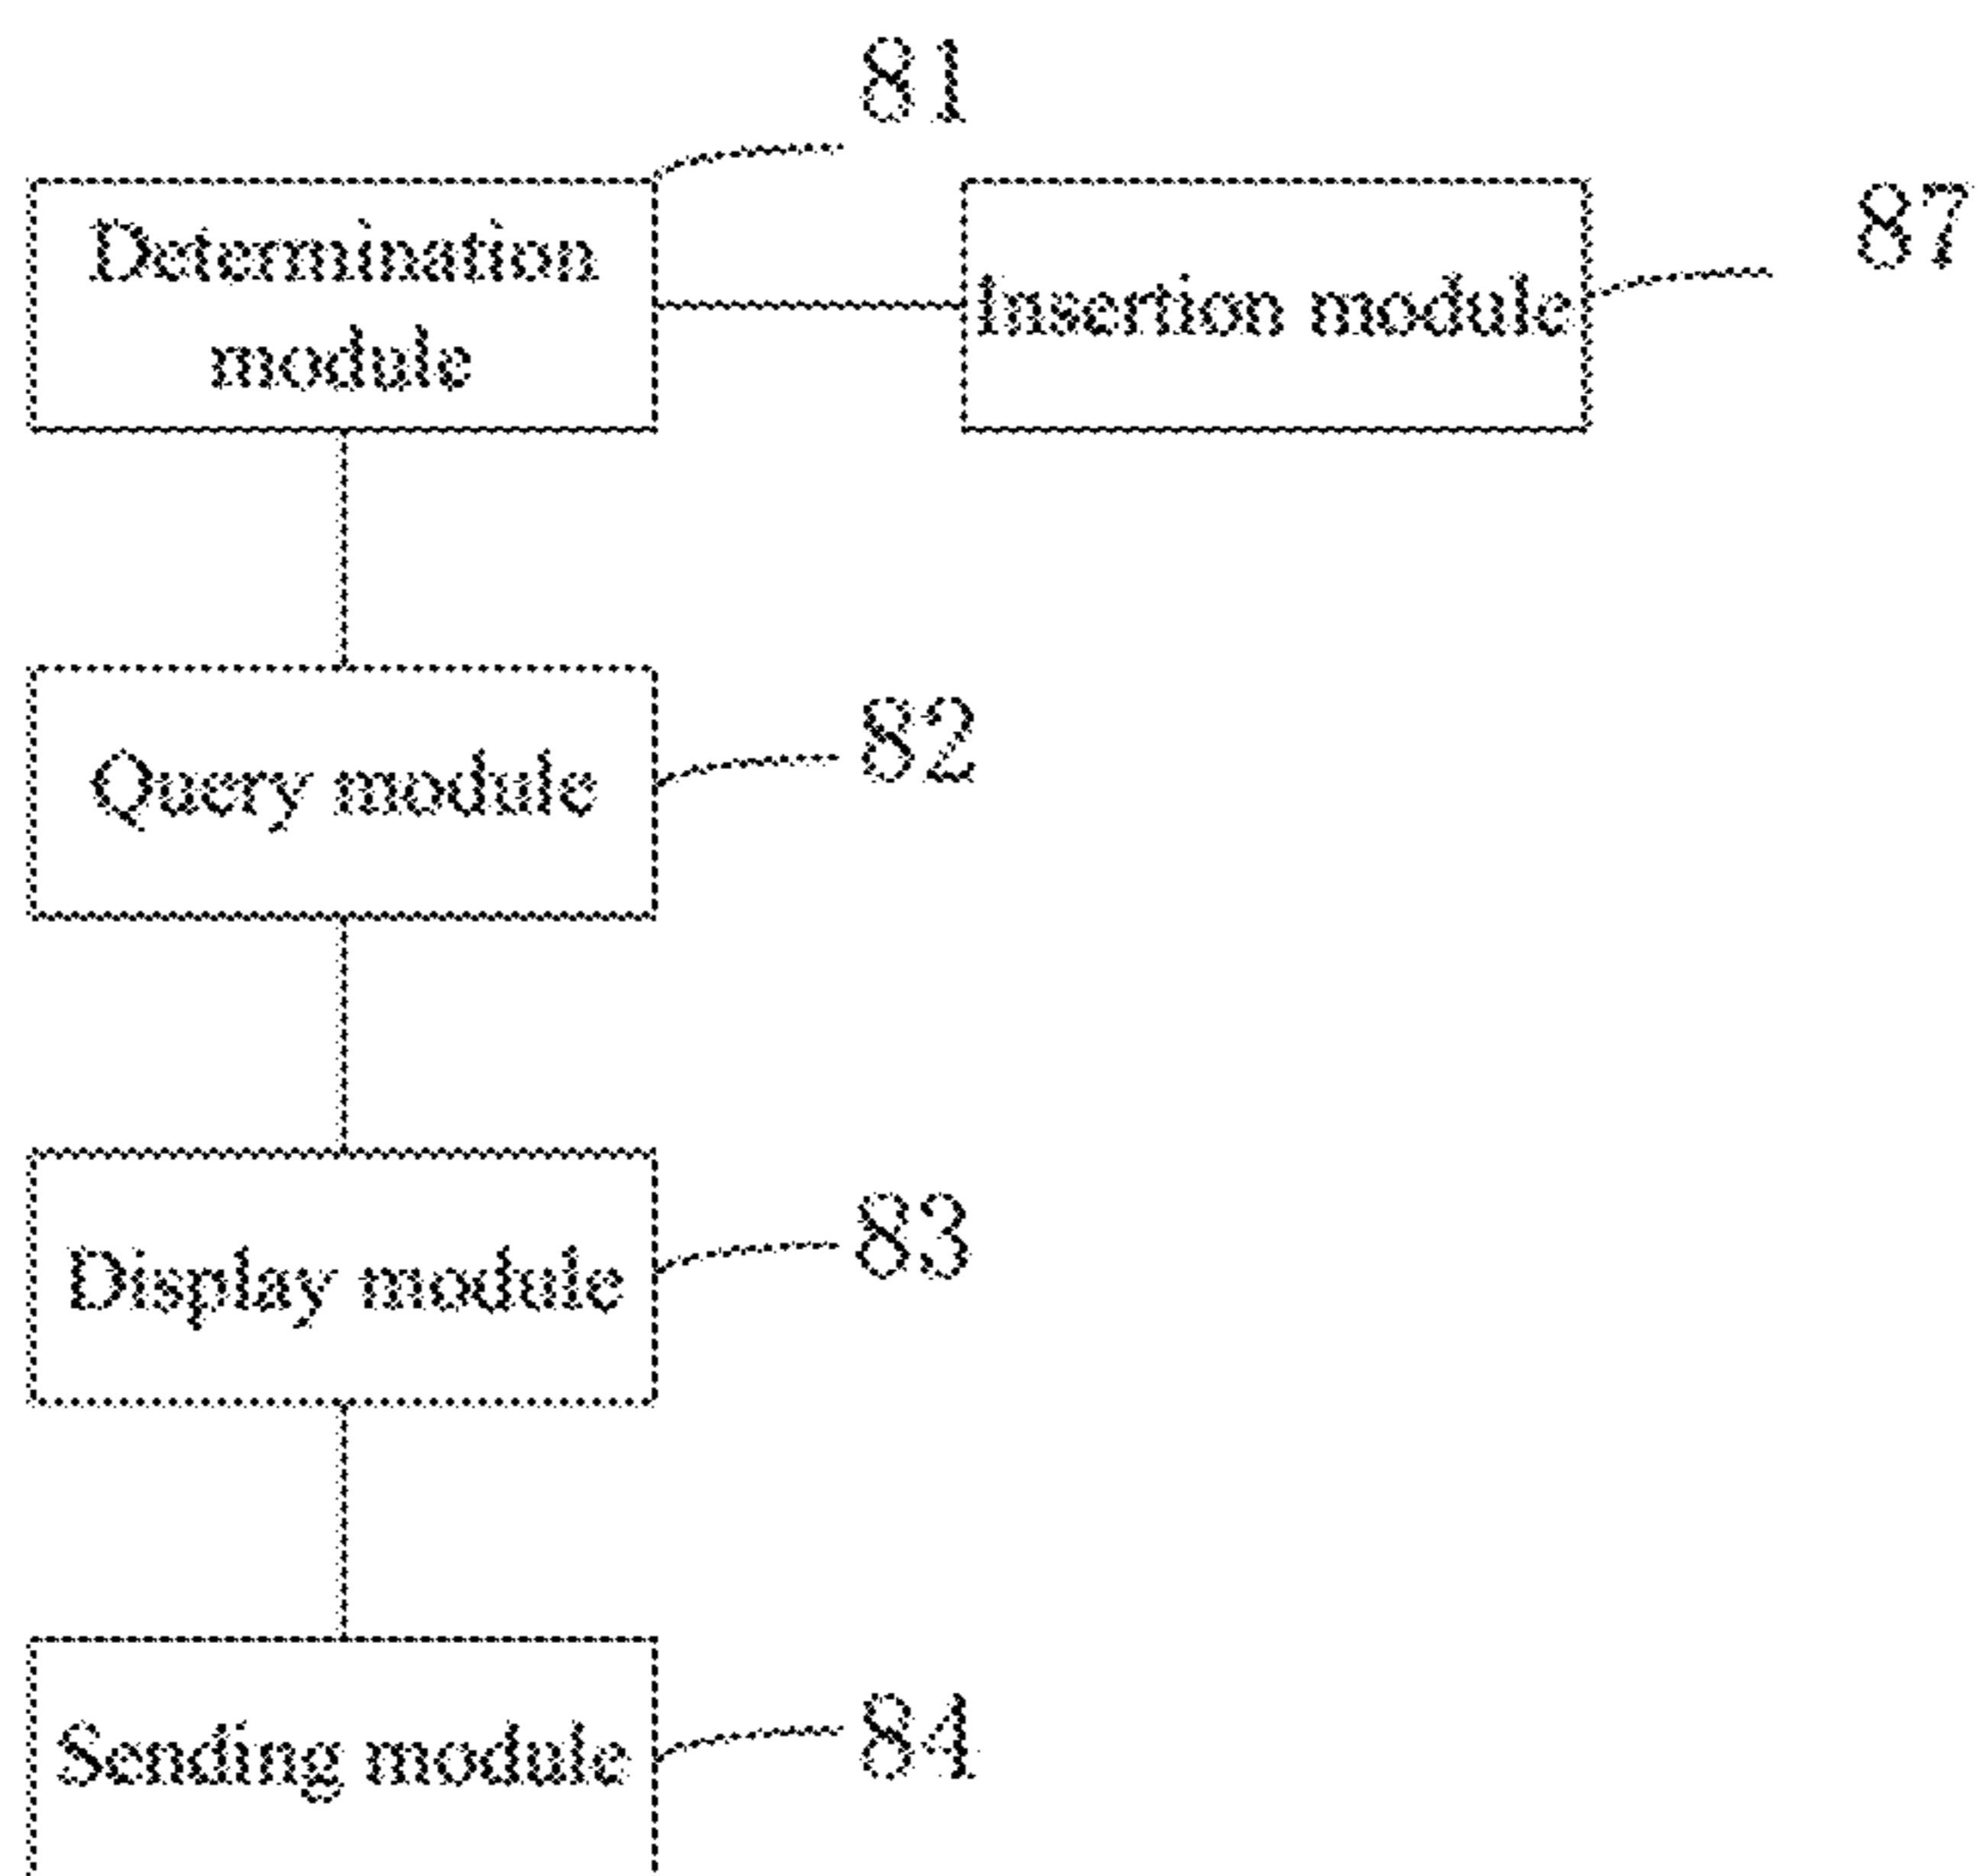 81
Determination
module
Insertion module
87
Query module
82
Display module
83
Sending module
84